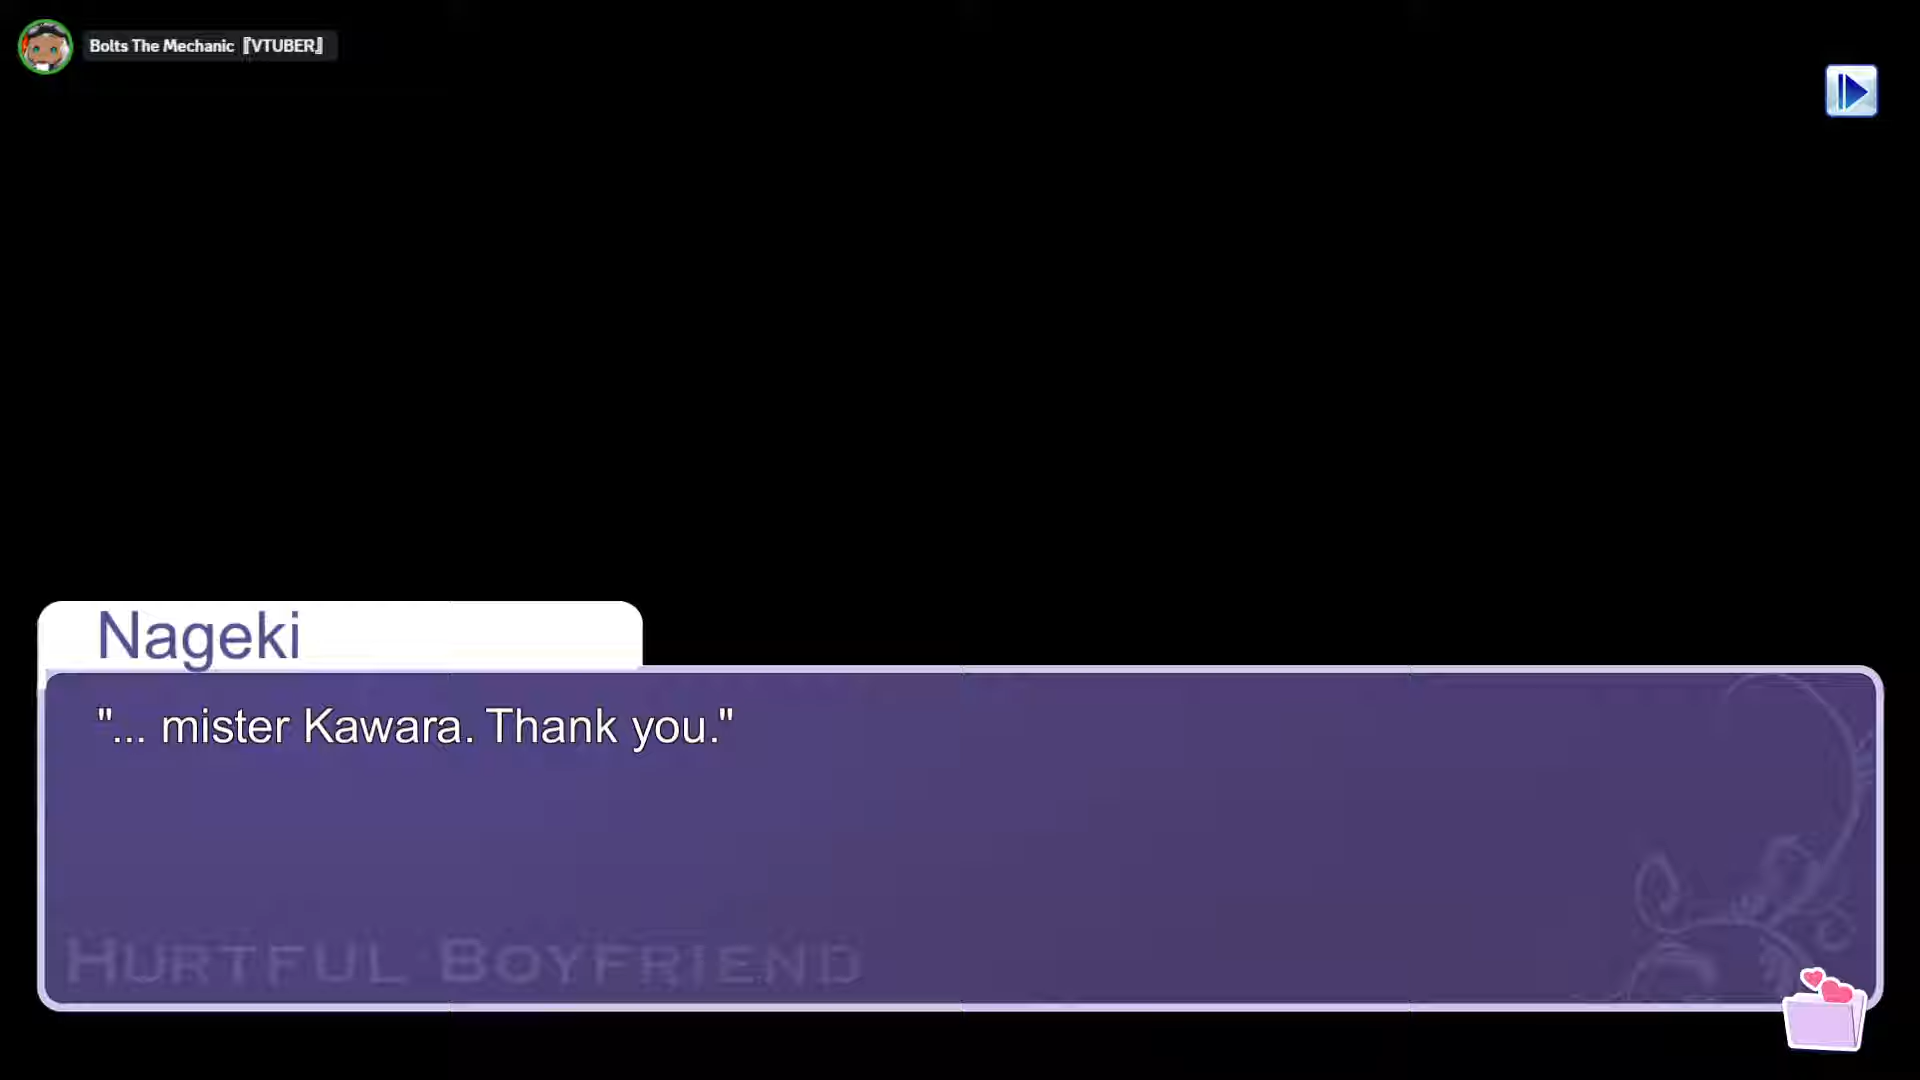 Bolts The Mechanic『VTUBER』
Nageki
"... mister Kawara. Thank you."
HURTFUL BOYFRIEND